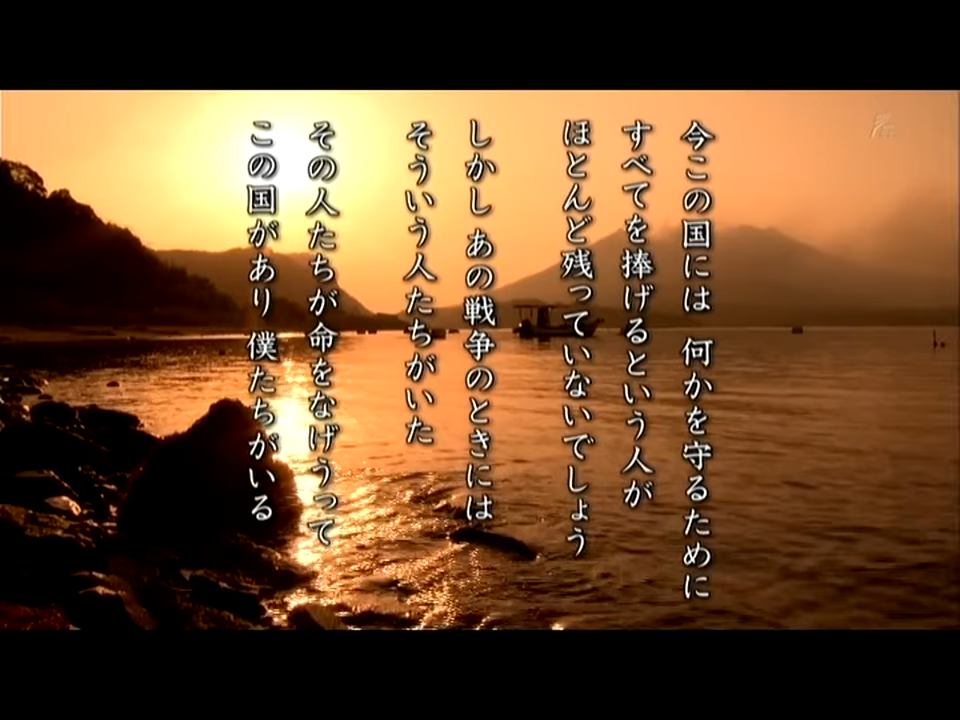 今この国には 何かを守るために
すべてを捧げるという人が
ほとんど残っていないでしょう
しかし あの戦争のときには
そういう人たちがいた
その人たちが命をなげうって
この国があり 僕たちがいる